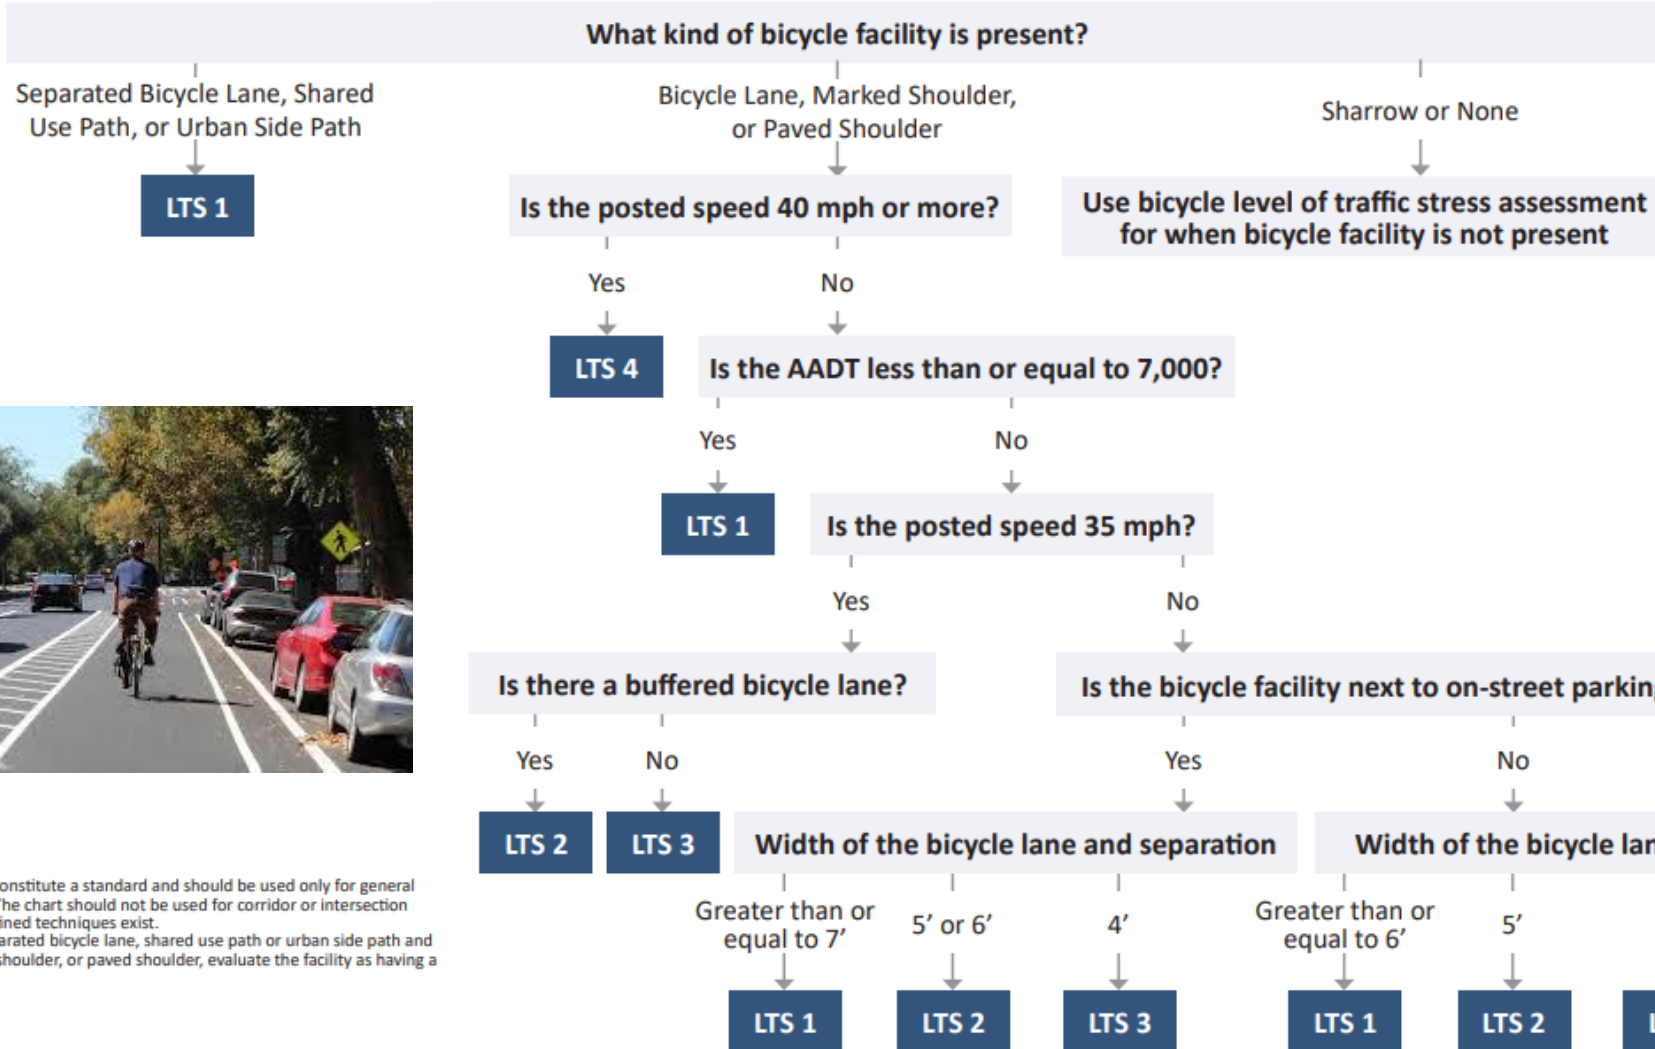 What kind of bicycle facility is present?
Separated Bicycle Lane, Shared
Use Path, or Urban Side Path
Bicycle Lane, Marked Shoulder,
or Paved Shoulder
Sharrow or None
LTS 1
Is the posted speed 40 mph or more?
Use bicycle level of traffic stress assessment
for when bicycle facility is not present
Yes
No
LTS 4
Is the AADT less than or equal to 7,000?
Yes
No
LTS 1
Is the posted speed 35 mph?
Yes
No
Is there a buffered bicycle lane?
Is the bicycle facility next to on-street
Yes
No
Yes
No
LTS 2
LTS 3
Width of the bicycle lane and separation
Width of the bicycle
Greater than or
equal to 7’
5’ or 6’
4’
Greater than or
equal to 6’
5’
LTS 1
LTS 2
LTS 3
LTS 1
LTS 2
constitute a standard and should be used only for general
The chart should not be used for corridor or intersection
techniques exist.
bicycle lane, shared use path or urban side path and
shoulder, or paved shoulder, evaluate the facility as having a